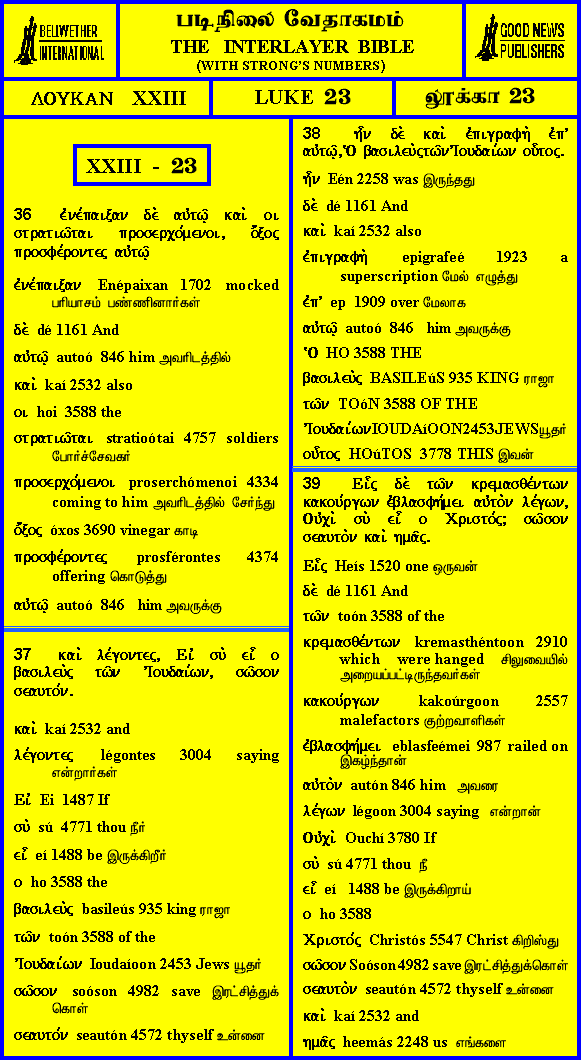 BELLWETHER
INTERNATIONAL
படிநிலை வேதாகமம்
THE INTERLAYER BIBLE
(WITH STRONG'S NUMBERS)
GOOD NEWS
PUBLISHERS
ΛΟΥΚΑΝ XXIII
LUKE 23
லூக்கா 23
XXIII - 23
36 ἐνέπαιξαν δὲ αὐτῷ καὶ οι
στρατιῶται προσερχόμενοι, ὄξος
προσφέροντες αὐτῷ
ἐνέπαιξαν Enépaixan 1702 mocked
பரியாசம் பண்ணினார்கள்
δὲ dé 1161 And
αὐτῷ autoó 846 him அவரிடத்தில்
καὶ kaí 2532 also
οι hoi 3588 the
στρατιῶται stratioótai 4757 soldiers
போர்ச்சேவகர்
προσερχόμενοι proserchómenoi 4334
coming to him அவரிடத்தில் சேர்ந்து
ὄξος óxos 3690 vinegar காடி
προσφέροντες prosférontes 4374
offering கொடுத்து
αὐτῷ autoó 846 him அவருக்கு
37 καὶ λέγοντες, Εἰ σὺ εἶ ο
βασιλεὺς τῶν Ἰουδαίων, σῶσον
σεαυτόν.
καὶ kaí 2532 and
λέγοντες légontes 3004 saying
என்றார்கள்
Εἰ Ei 1487 If
σὺ sú 4771 thou நீர்
εἶ eí 1488 be இருக்கிறீர்
ο ho 3588 the
βασιλεὺς basileús 935 king ராஜா
τῶν toón 3588 of the
Ἰουδαίων Ioudaíoon 2453 Jews யூதர்
σῶσον soóson 4982 save இரட்சித்துக்
கொள்
σεαυτόν seautón 4572 thyself உன்னை
38 ἦν δὲ καὶ ἐπιγραφὴ ἐπ'
αὐτῷ,Ὁ βασιλεὺςτῶνἸουδαίων οὗτος.
ἦν Eén 2258 was இருந்தது
δὲ dé 1161 And
καὶ kaí 2532 also
ἐπιγραφὴ epigrafeé 1923 a
superscription மேல் எழுத்து
ἐπ' ep 1909 over மேலாக
αὐτῷ autoó 846 him அவருக்கு
Ὁ HO 3588 THE
βασιλεὺς BASILEúS 935 KING ராஜா
τῶν TOóN 3588 OF THE
ἸουδαίωνIOUDAíOON2453JEWSயூதர்
οὗτος HOúTOS 3778 THIS இவன்
39 Εἷς δὲ τῶν κρεμασθέντων
κακούργων ἐβλασφήμει αὐτὸν λέγων,
Οὐχὶ σὺ εἶ ο Χριστός; σῶσον
σεαυτὸν καὶ ημᾶς.
Εἷς Heís 1520 one ஒருவன்
δὲ dé 1161 And
τῶν toón 3588 of the
κρεμασθέντων kremasthéntoon 2910
which were hanged சிலுவையில்
அறையப்பட்டிருந்தவர்கள்
κακούργων kakoúrgoon 2557
malefactors குற்றவாளிகள்
ἐβλασφήμει eblasfeémei 987 railed on
இகழ்ந்தான்
αὐτὸν autón 846 him அவரை
λέγων légoon 3004 saying என்றான்
Οὐχὶ Ouchí 3780 If
σὺ sú 4771 thou நீ
εἶ eí 1488 be இருக்கிறாய்
ο ho 3588
Χριστός Christós 5547 Christ கிறிஸ்து
σῶσον Soóson 4982 save இரட்சித்துக்கொள்
σεαυτὸν seautón 4572 thyself உன்னை
καὶ kaí 2532 and
ημᾶς heemás 2248 us எங்களை